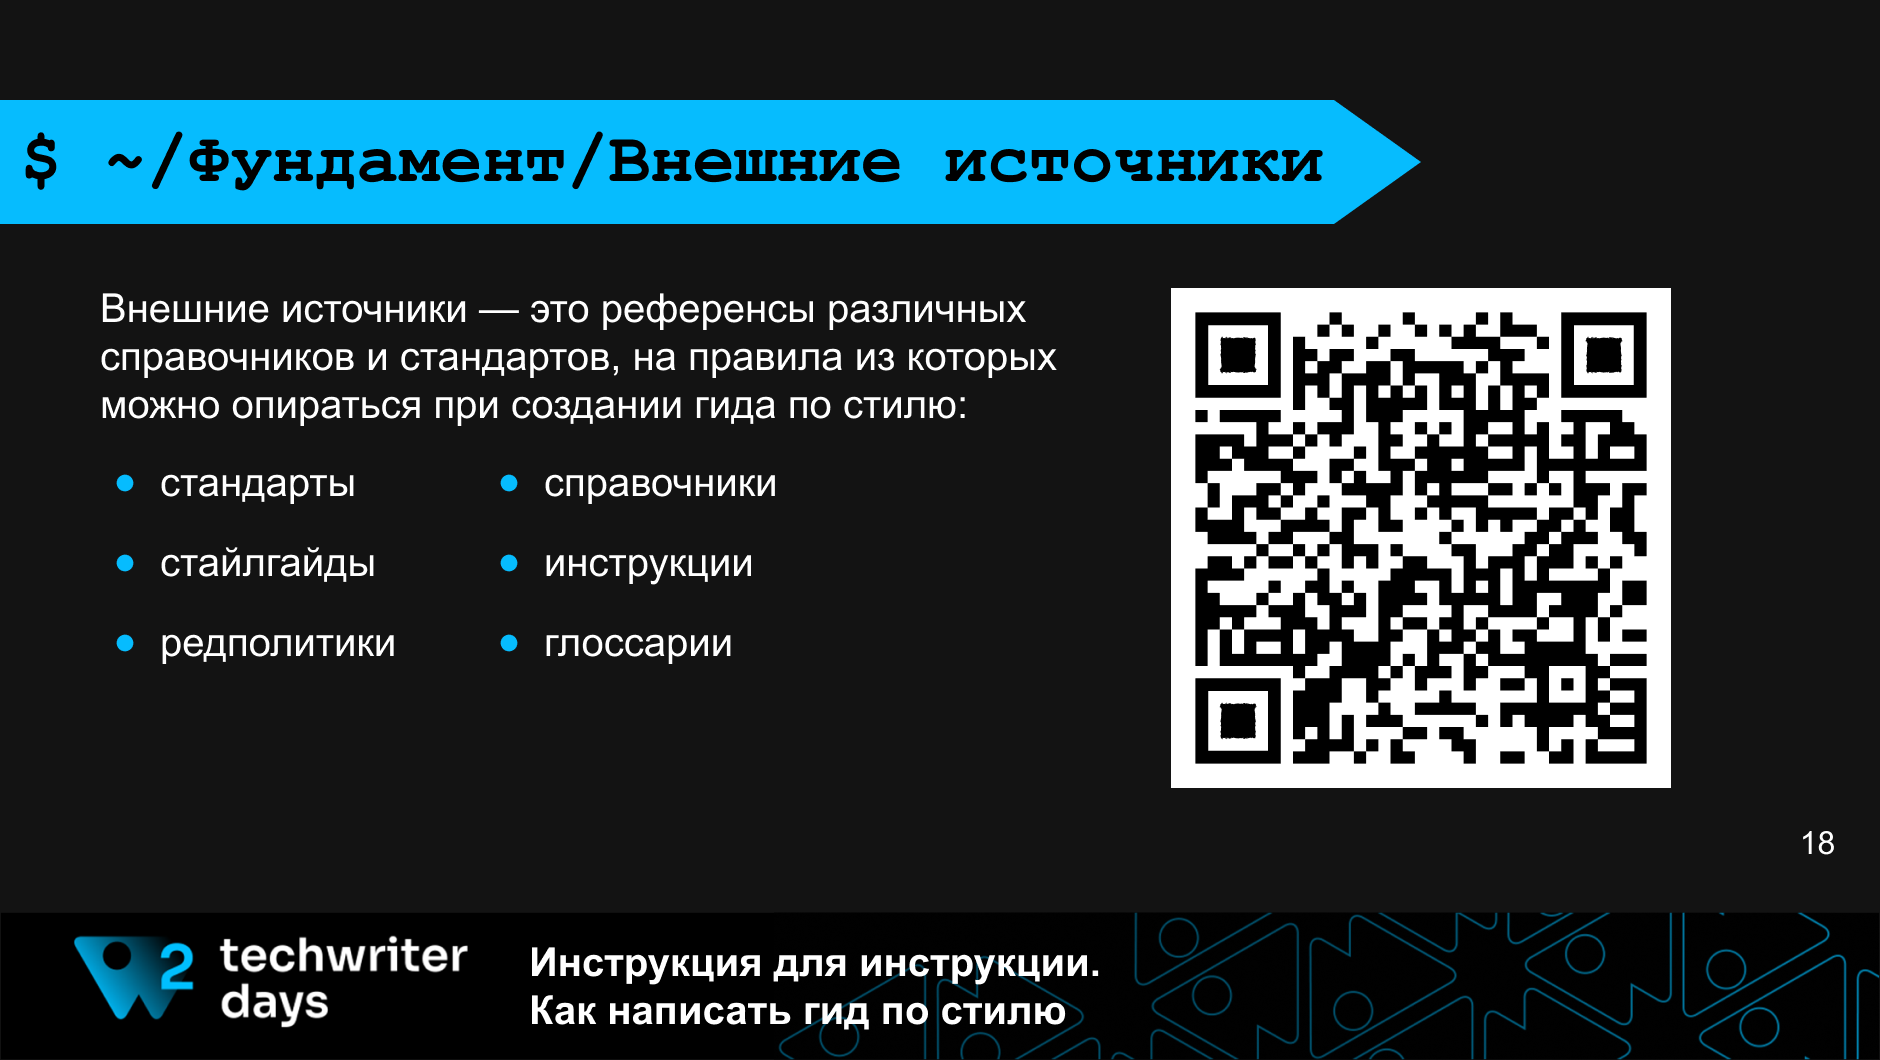 $ ~/Фундамент/Внешние источники
Внешние источники — это референсы различных
справочников и стандартов, на правила из которых
можно опираться при создании гида по стилю:
● стандарты
● стайлгайды
● редполитики
● справочники
● инструкции
● глоссарии
18
2
techwriter
days
Инструкция для инструкции.
Как написать гид по стилю